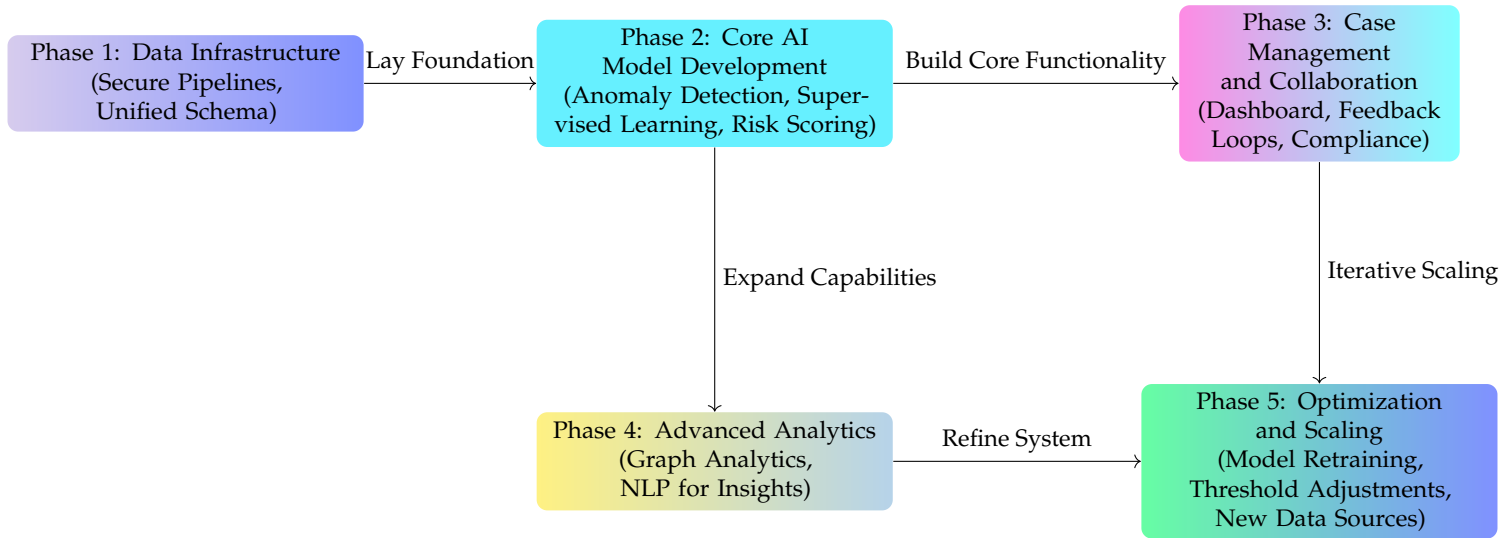 Phase 1: Data Infrastructure
(Secure Pipelines,
Unified Schema)
Lay Foundation
Phase 2: Core AI
Model Development
(Anomaly Detection, Super-
vised Learning, Risk Scoring)
Build Core Functionality
Phase 3: Case
Management
and Collaboration
(Dashboard, Feedback
Loops, Compliance)
Expand Capabilities
Iterative Scaling
Phase 4: Advanced Analytics
(Graph Analytics,
NLP for Insights)
Refine System
Phase 5: Optimization
and Scaling
(Model Retraining,
Threshold Adjustments,
New Data Sources)